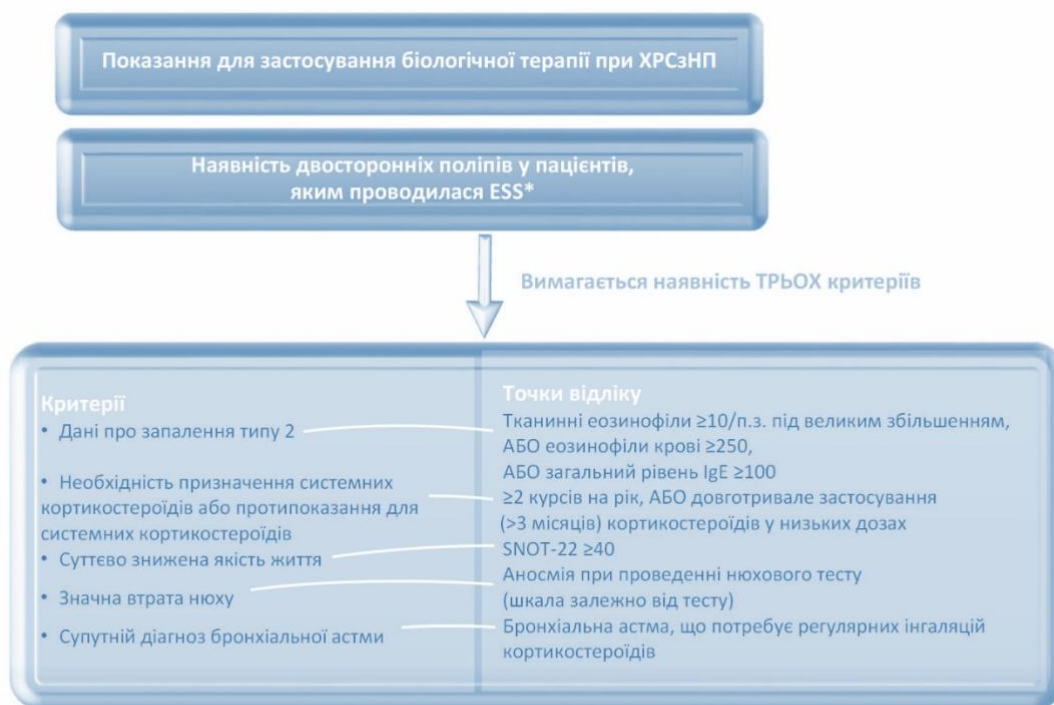 Показання для застосування біологічної терапії при ХРСзНП
Наявність двосторонніх поліпів у пацієнтів,
яким проводилася ESS*
Вимагається наявність ТРЬОХ критеріїв
Критерії
• Дані про запалення типу 2
• Необхідність призначення системних
кортикостероїдів або протипоказання для
системних кортикостероїдів
• Суттєво знижена якість життя
• Значна втрата нюху
• Супутній діагноз бронхіальної астми
Точки відліку
Тканинні еозинофіли ≥10/п.з. під великим збільшенням,
АБО еозинофіли крові ≥250,
АБО загальний рівень IgE ≥100
≥2 курсів на рік, АБО довготривале застосування
(>3 місяців) кортикостероїдів у низьких дозах
SNOT-22 ≥40
Аносмія при проведенні нюхового тесту
(шкала залежно від тесту)
Бронхіальна астма, що потребує регулярних інгаляцій
кортикостероїдів